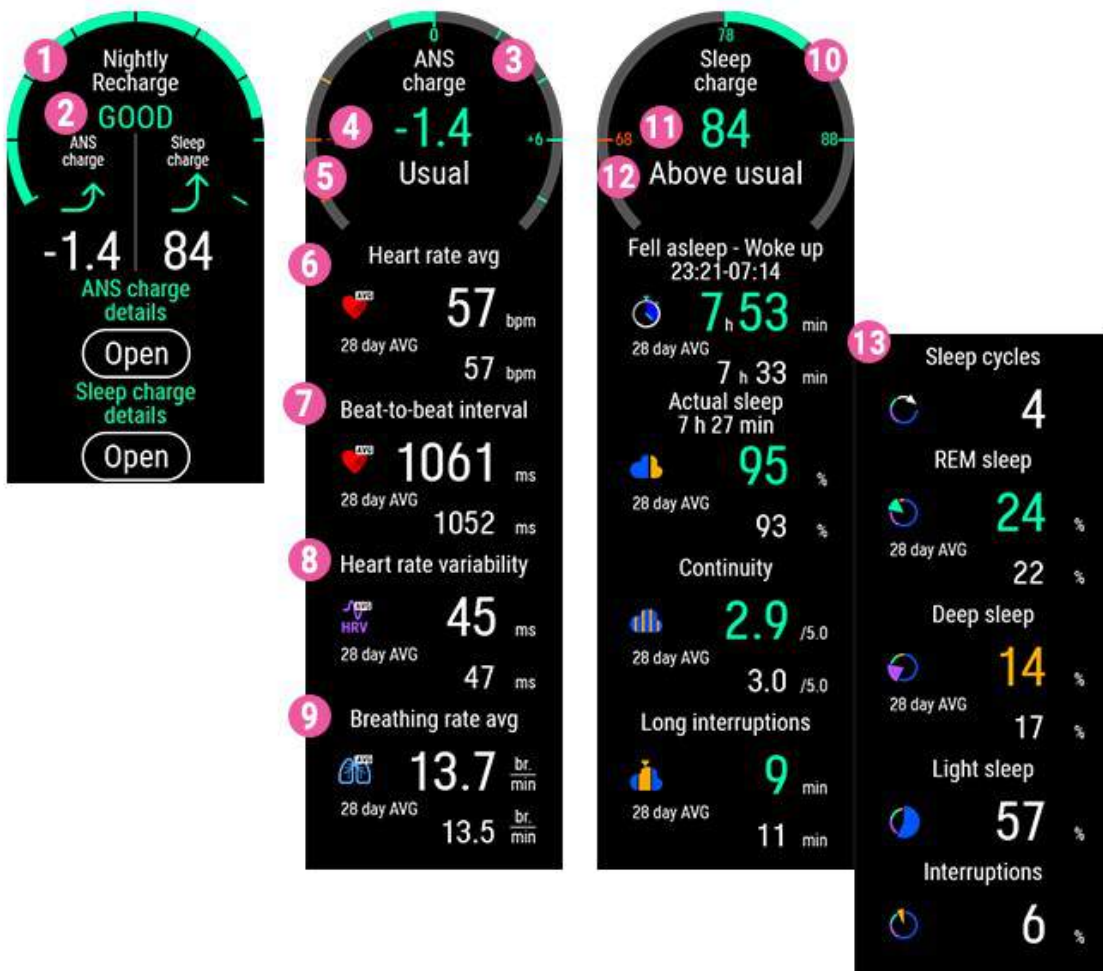 1
Nightly
Recharge
2
GOOD
ANS
charge
Sleep
charge
-1.4
84
ANS charge
details
Open
Sleep charge
details
Open
0
3
ANS
charge
4
-1.4
+6
5
Usual
6
Heart rate avg
AVG
57 bpm
28 day AVG
57 bpm
7
Beat-to-beat interval
AVG
1061 ms
28 day AVG
1052 ms
8
Heart rate variability
AVG
HRV
45 ms
28 day AVG
47 ms
9
Breathing rate avg
AVG
13.7 br.
min
28 day AVG
13.5 br.
min
78
10
Sleep
charge
68
11
84
88
12
Above usual
Fell asleep - Woke up
23:21-07:14
7 h 53 min
28 day AVG
7 h 33 min
Actual sleep
7 h 27 min
95 %
28 day AVG
93 %
Continuity
2.9 /5.0
28 day AVG
3.0 /5.0
Long interruptions
9 min
28 day AVG
11 min
13
Sleep cycles
4
REM sleep
24 %
28 day AVG
22 %
Deep sleep
14 %
28 day AVG
17 %
Light sleep
57 %
Interruptions
6 %